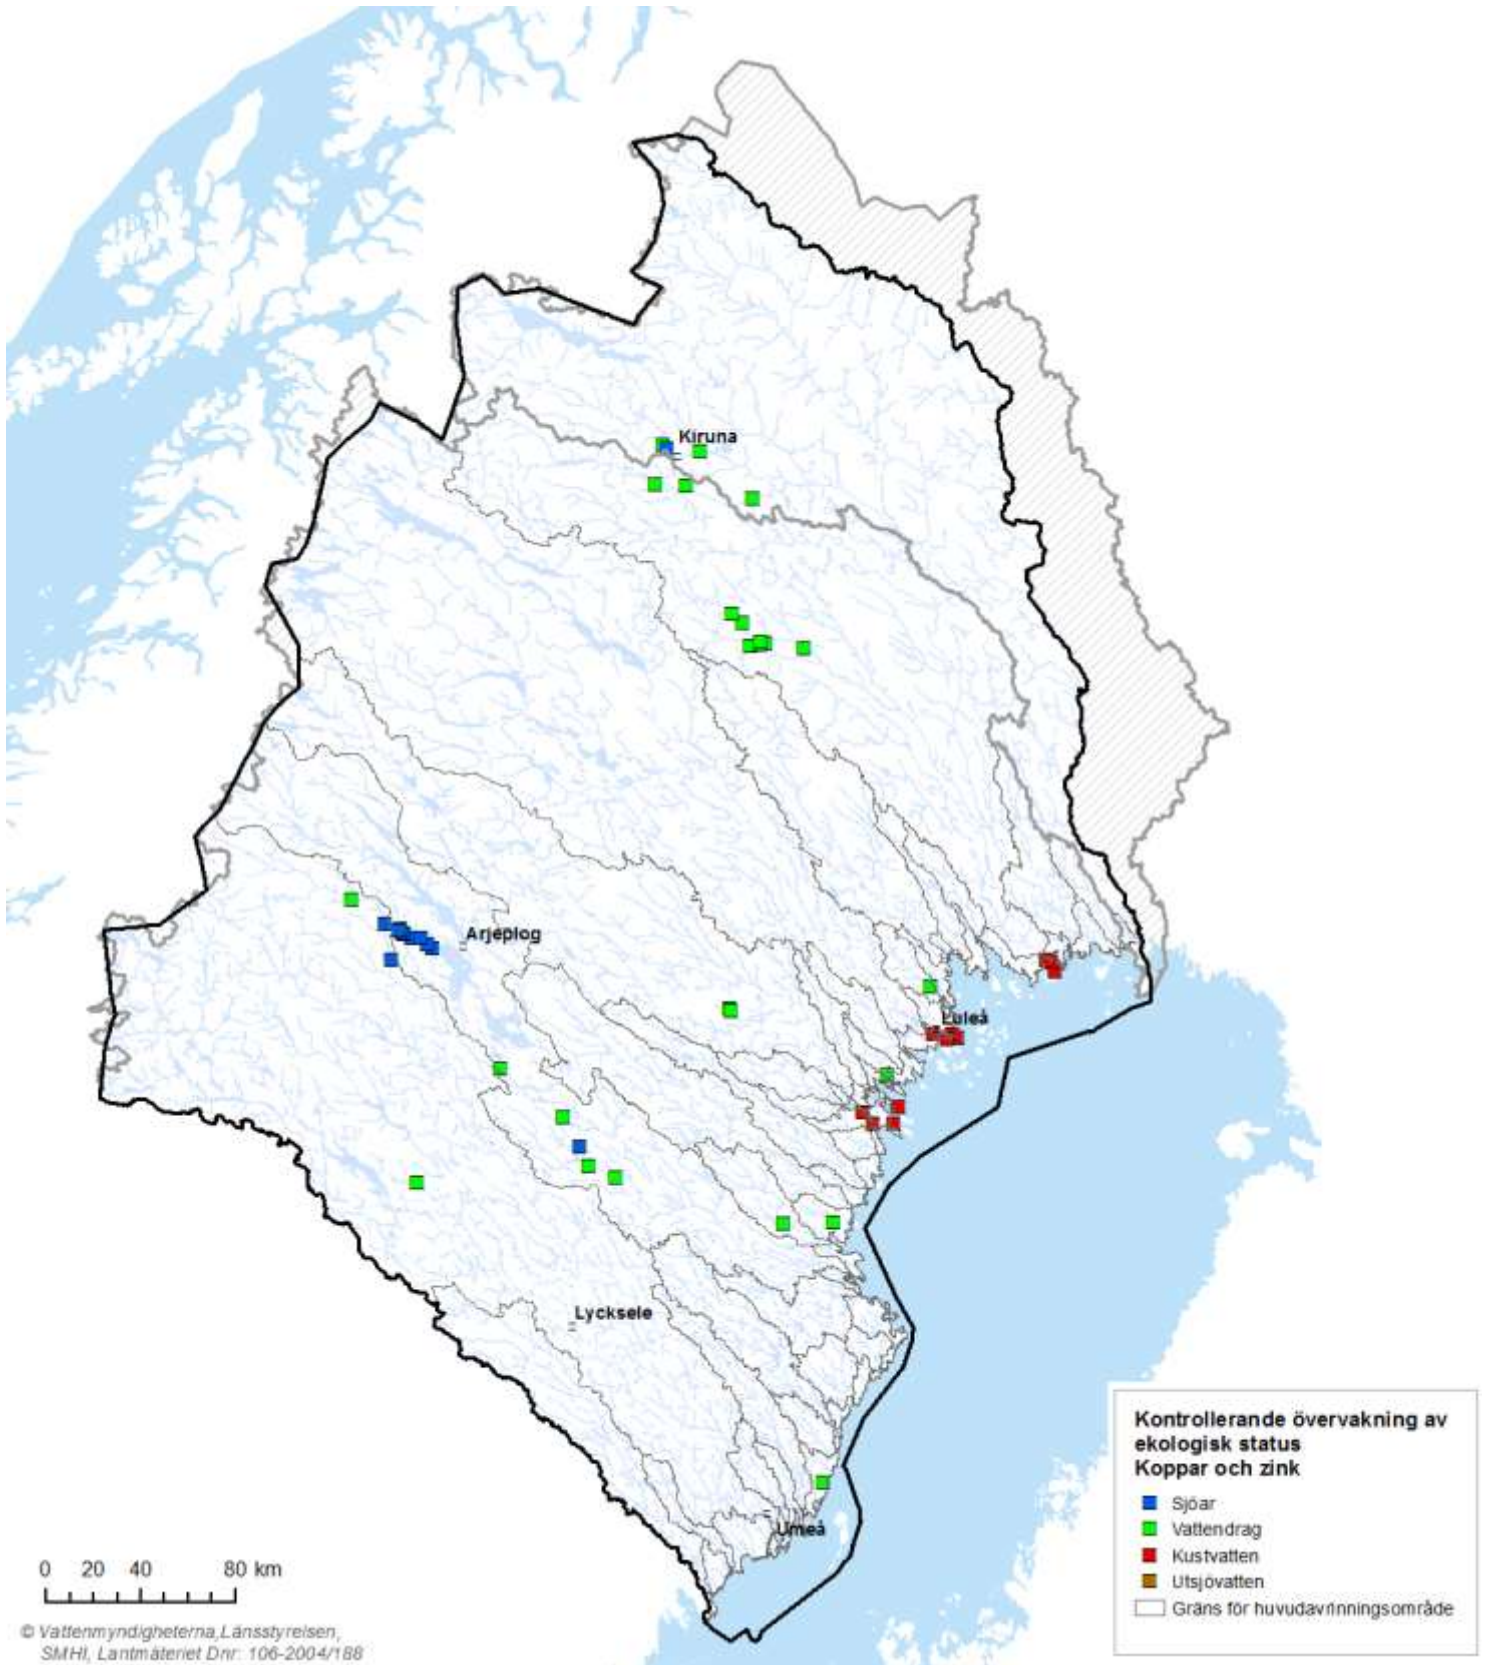 Kiruna
Arjeplog
Luleå
Lycksele
Umeå
Kontrollerande övervakning av
ekologisk status
Koppar och zink
Sjöar
Vattendrag
Kustvatten
Utsjövatten
Gräns för huvudavrinningsområde
0 20 40 80 km
© Vattenmyndigheterna,Länsstyrelsen,
SMHI, Lantmäteriet Dnr: 106-2004/188